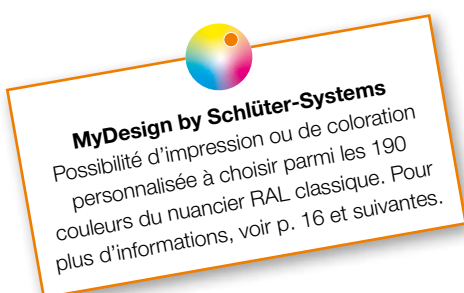 MyDesign by Schlüter-Systems
Possibilité d’impression ou de coloration
personnalisée à choisir parmi les 190
couleurs du nuancier RAL classique. Pour
plus d’informations, voir p. 16 et suivantes.